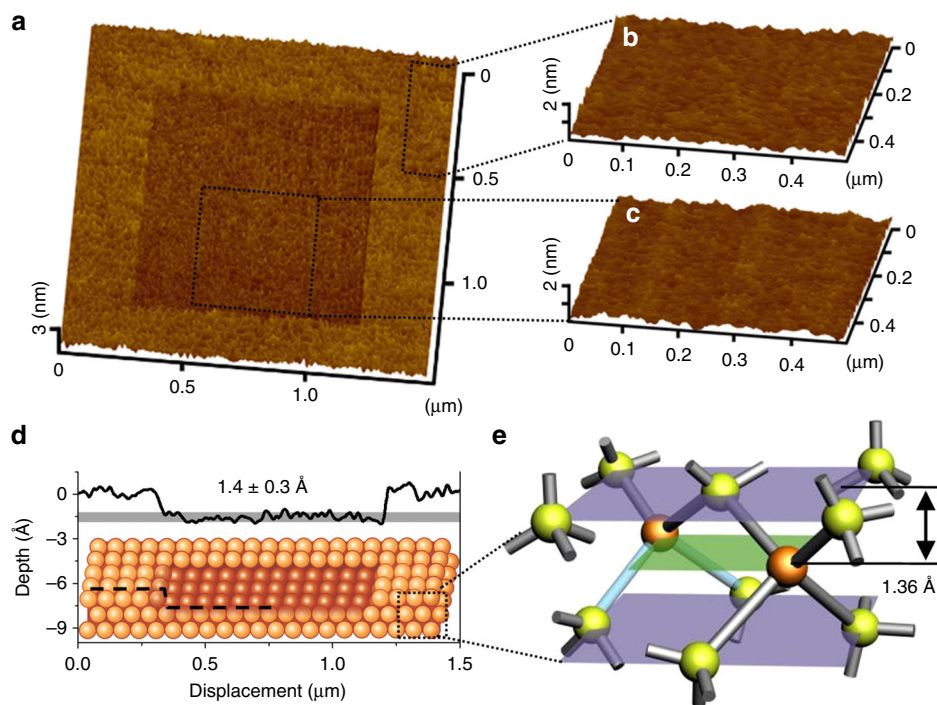 a
0
0.5
1.0
3 (nm)
0
0.5
1.0
(μm)
b
0
0.2
0.4
2 (nm)
0
0.1
0.2
0.3
0.4
(μm)
c
0
0.2
0.4
2 (nm)
0
0.1
0.2
0.3
0.4
(μm)
d
1.4 ± 0.3 Å
0
–3
–6
–9
Depth (Å)
0.0
0.5
1.0
1.5
Displacement (μm)
e
1.36 Å